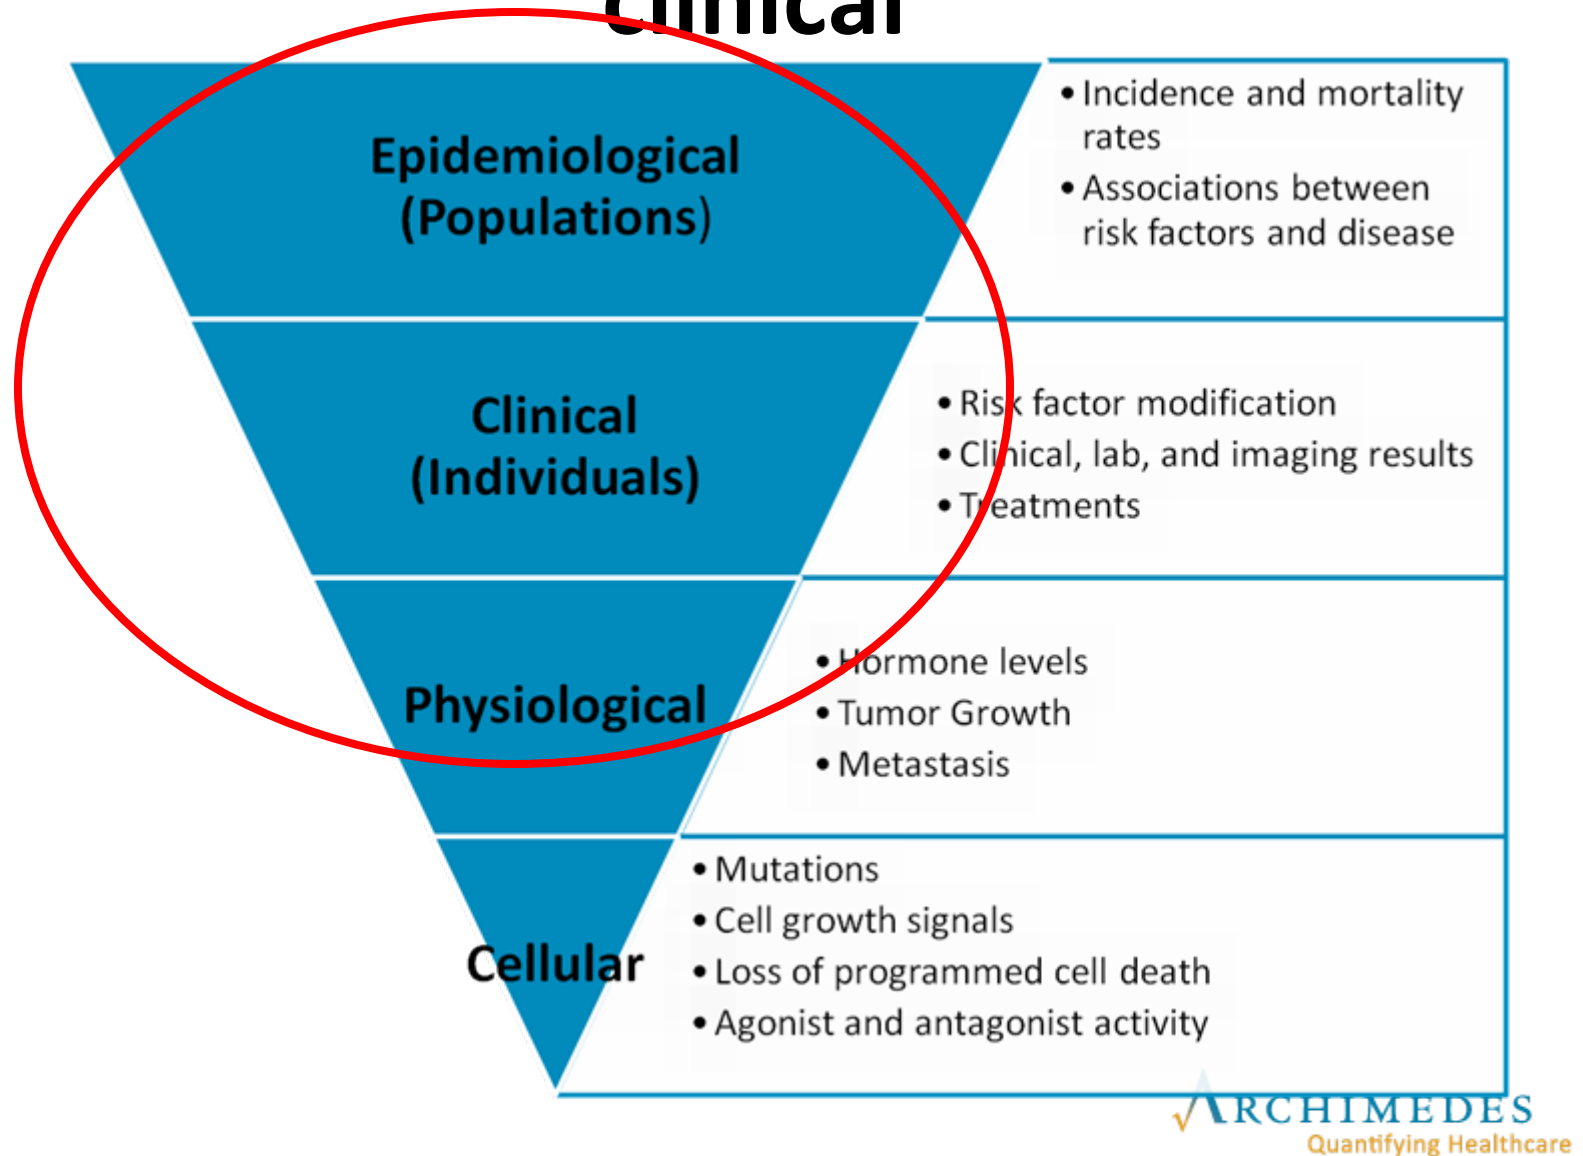 clinical
Epidemiological
(Populations)
• Incidence and mortality
rates
• Associations between
risk factors and disease
Clinical
(Individuals)
• Risk factor modification
• Clinical, lab, and imaging results
• Treatments
Physiological
• Hormone levels
• Tumor Growth
• Metastasis
Cellular
• Mutations
• Cell growth signals
• Loss of programmed cell death
• Agonist and antagonist activity
ARCHIMEDES
Quantifying Healthcare